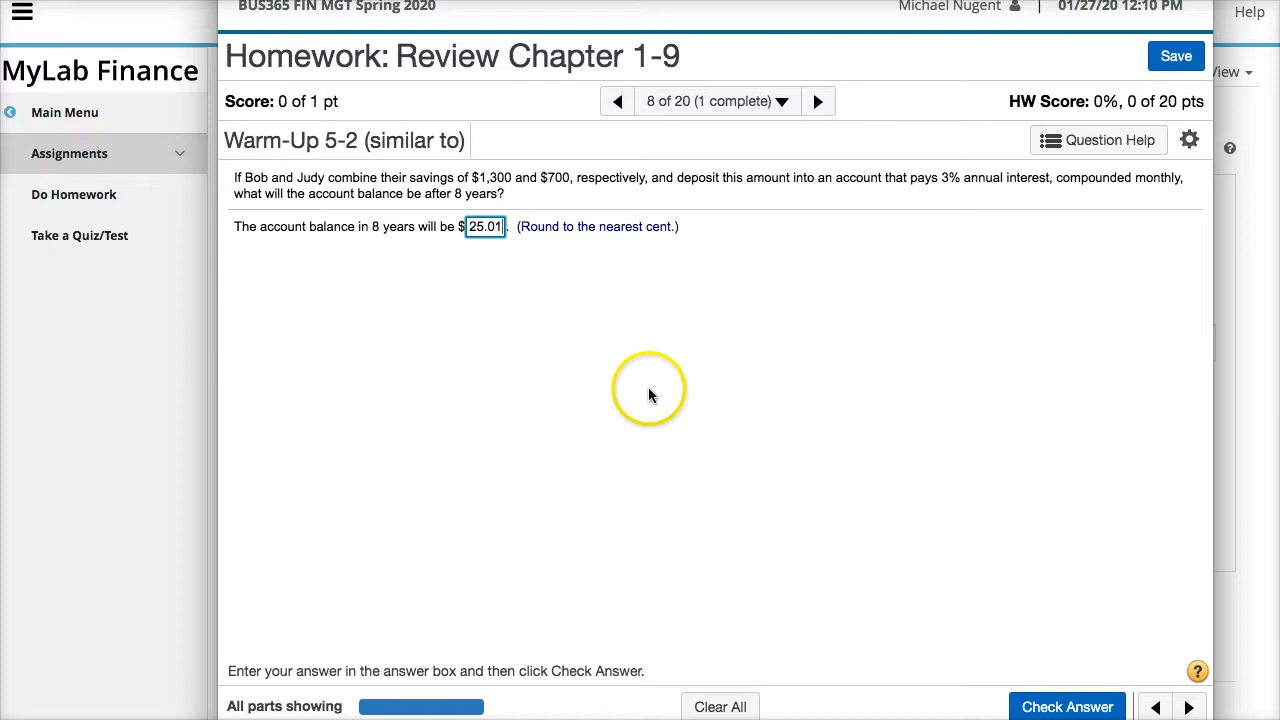 BUS365 FIN MGT Spring 2020
Michael Nugent | 01/27/20 12:10 PM
Help
Homework: Review Chapter 1-9
Save
MyLab Finance
View
Score: 0 of 1 pt
8 of 20 (1 complete)
HW Score: 0%, 0 of 20 pts
Main Menu
Warm-Up 5-2 (similar to)
Question Help
Assignments
?
If Bob and Judy combine their savings of $1,300 and $700, respectively, and deposit this amount into an account that pays 3% annual interest, compounded monthly,
what will the account balance be after 8 years?
Do Homework
The account balance in 8 years will be $ 25.01. (Round to the nearest cent.)
Take a Quiz/Test
Enter your answer in the answer box and then click Check Answer.
?
All parts showing
Clear All
Check Answer